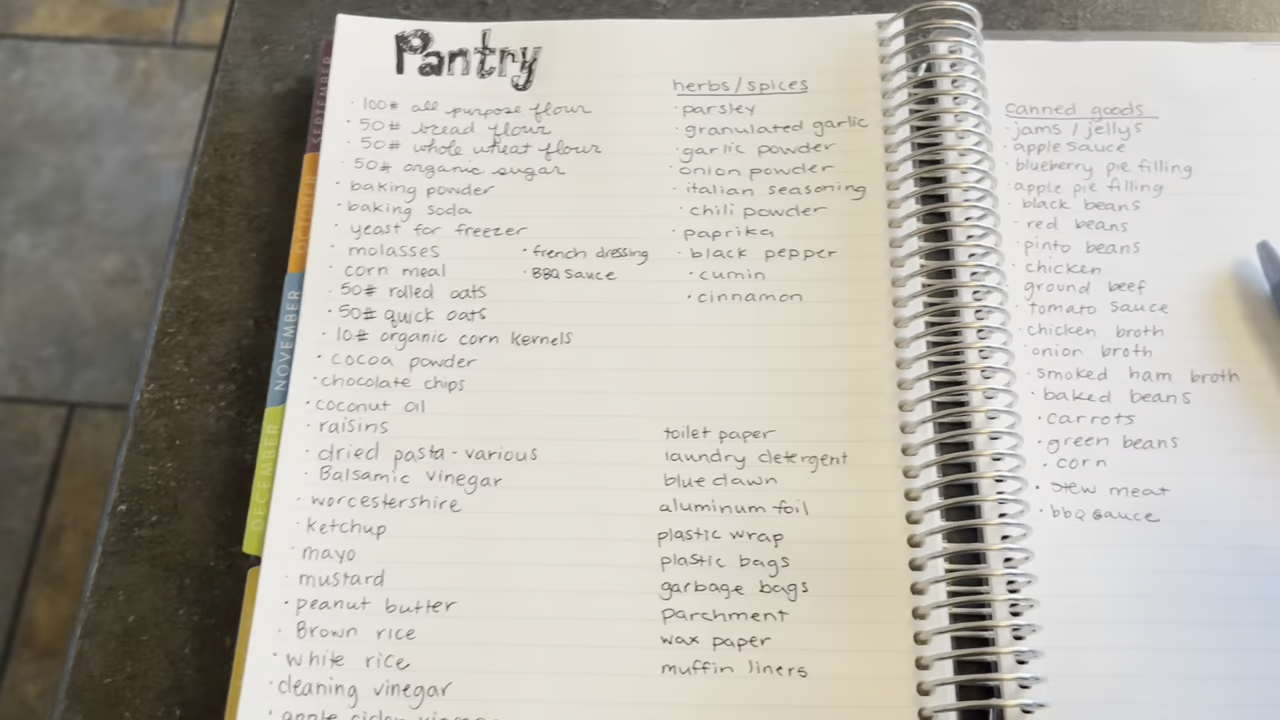 Pantry
· 100# all purpose flour
· 50# bread flour
· 50# whole wheat flour
· 50# organic sugar
· baking powder
· baking soda
· yeast for freezer
· molasses
· corn meal
· 50# rolled oats
· 50# quick oats
· 10# organic corn kernels
· cocoa powder
· chocolate chips
· coconut oil
· raisins
· dried pasta - various
· Balsamic vinegar
· worcestershire
· ketchup
· mayo
· mustard
· peanut butter
· Brown rice
· white rice
· cleaning vinegar
· apple cider
· french dressing
· BBQ sauce
herbs/spices
· parsley
· granulated garlic
· garlic powder
· onion powder
· italian seasoning
· chili powder
· paprika
· black pepper
· cumin
· cinnamon
toilet paper
laundry detergent
blue dawn
aluminum foil
plastic wrap
plastic bags
garbage bags
parchment
wax paper
muffin liners
canned goods
· jams / jellys
· apple sauce
· blueberry pie filling
· apple pie filling
· black beans
· red beans
· pinto beans
· chicken
ground beef
· tomato sauce
· chicken broth
· onion broth
· smoked ham broth
· baked beans
· carrots
· green beans
· corn
· stew meat
· bbq sauce
SEPTEMBER
OCTOBER
NOVEMBER
DECEMBER